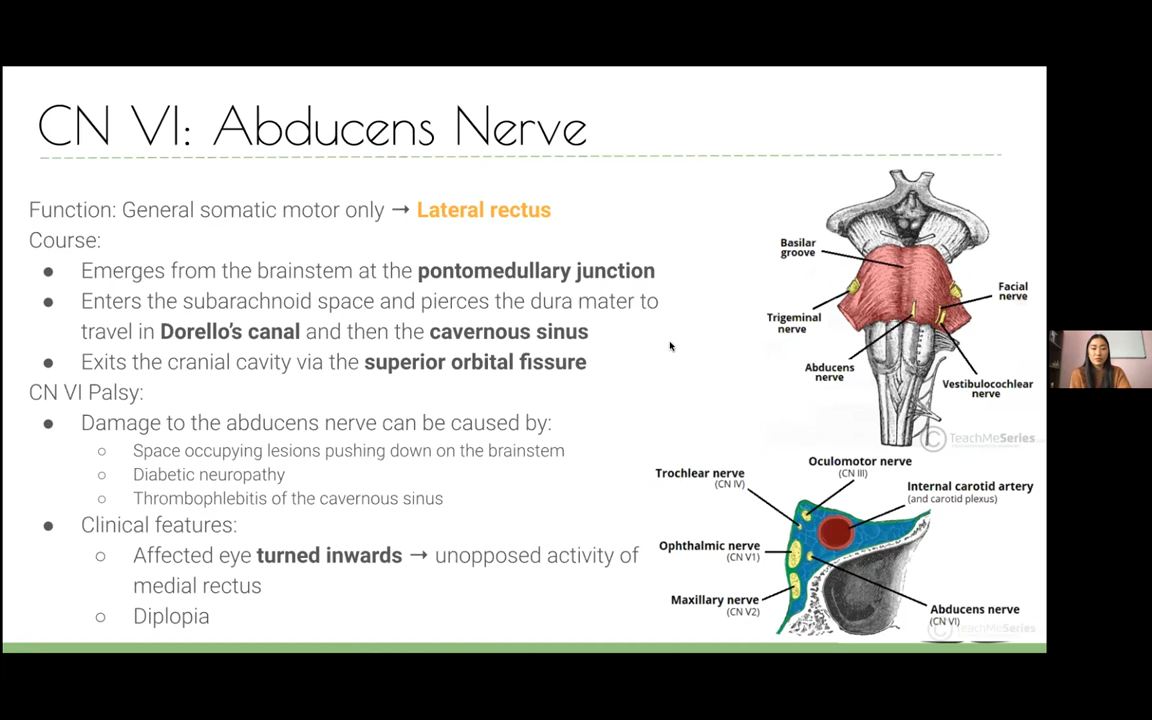 CN VI: Abducens Nerve
Function: General somatic motor only → Lateral rectus
Course:
● Emerges from the brainstem at the pontomedullary junction
● Enters the subarachnoid space and pierces the dura mater to
travel in Dorello's canal and then the cavernous sinus
● Exits the cranial cavity via the superior orbital fissure
CN VI Palsy:
● Damage to the abducens nerve can be caused by:
○ Space occupying lesions pushing down on the brainstem
○ Diabetic neuropathy
○ Thrombophlebitis of the cavernous sinus
● Clinical features:
○ Affected eye turned inwards → unopposed activity of
medial rectus
○ Diplopia
Basilar
groove
Trigeminal
nerve
Abducens
nerve
Facial
nerve
Vestibulocochlear
nerve
© TeachMeSeries
Trochlear nerve
(CN IV)
Oculomotor nerve
(CN III)
Internal carotid artery
(and carotid plexus)
Ophthalmic nerve
(CN V1)
Maxillary nerve
(CN V2)
Abducens nerve
(CN VI)
© TeachMeSeries